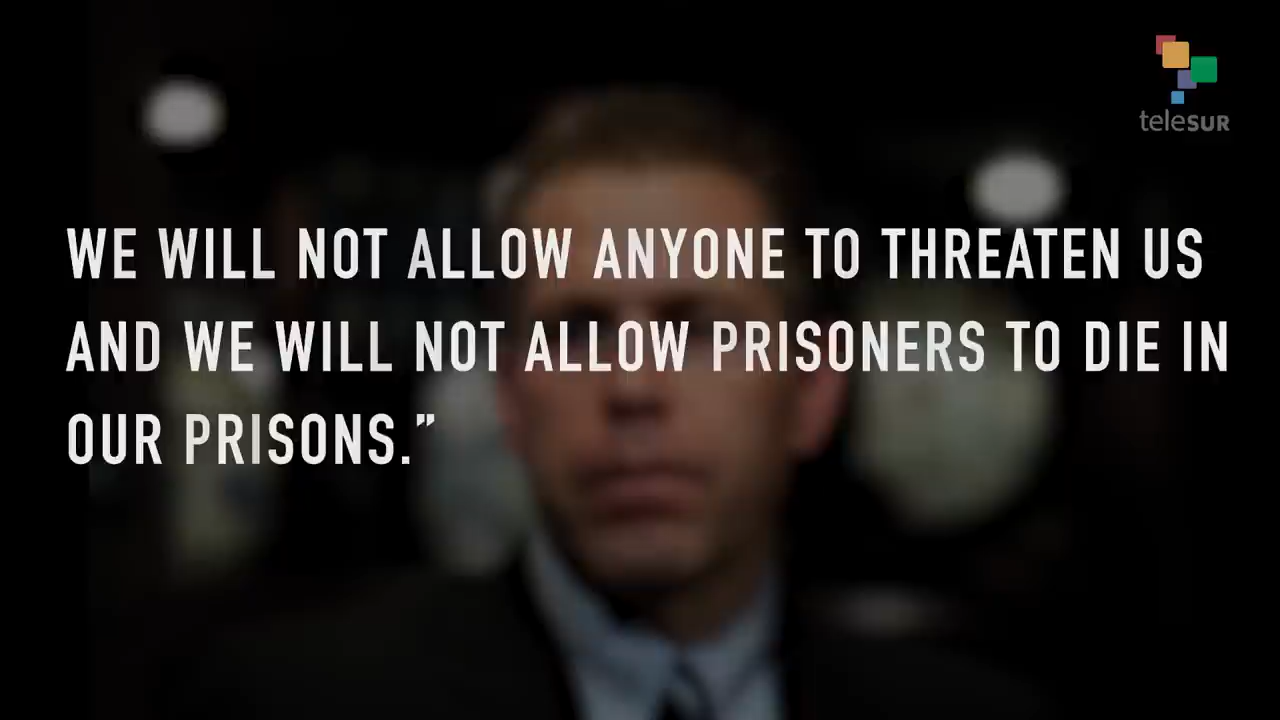 teleSUR
WE WILL NOT ALLOW ANYONE TO THREATEN US
AND WE WILL NOT ALLOW PRISONERS TO DIE IN
OUR PRISONS.”